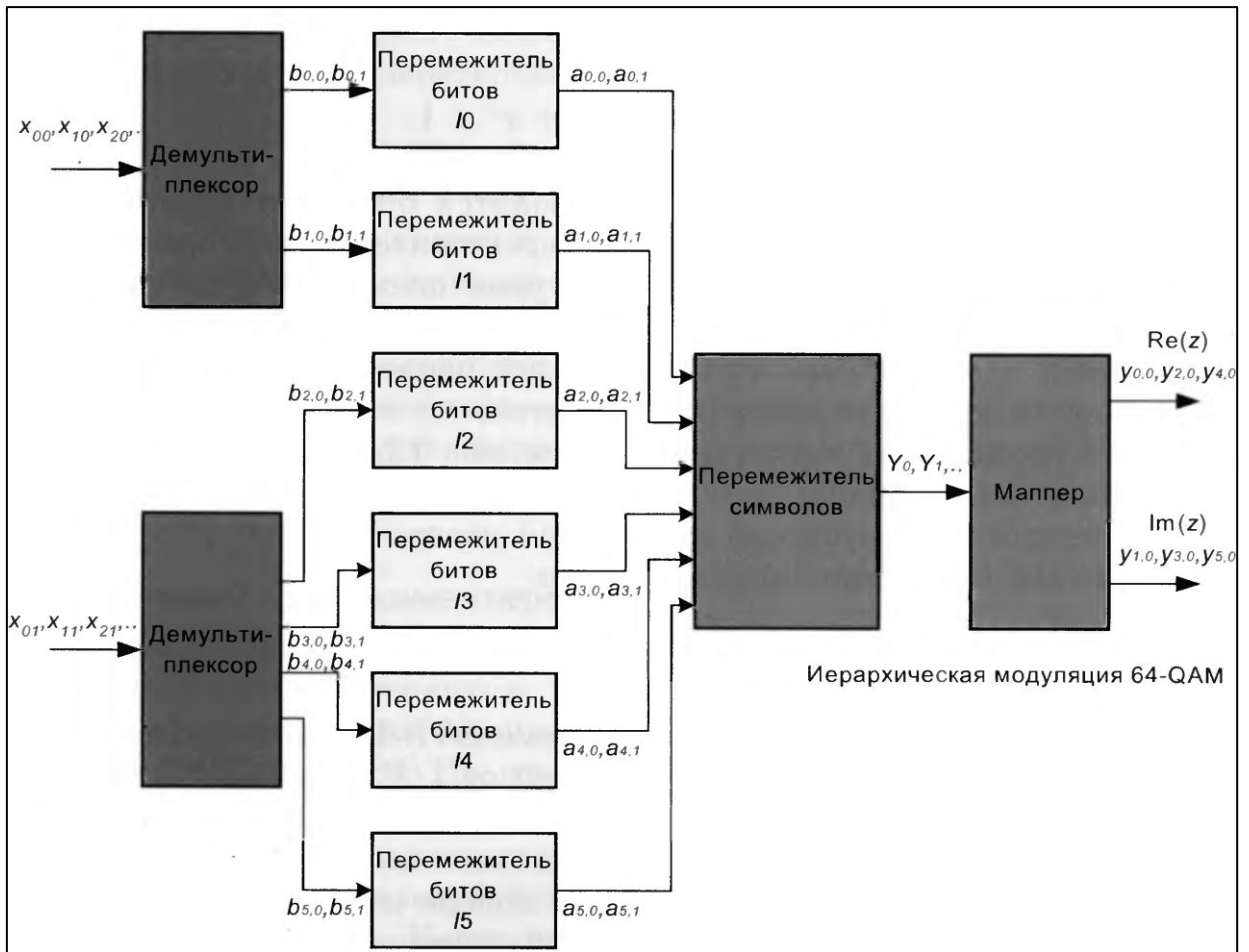 Перемежитель
битов
I0
b0,0,b0,1
a0,0,a0,1
x00,x10,x20,..
Демульти-
плексор
Перемежитель
битов
I1
b1,0,b1,1
a1,0,a1,1
Перемежитель
битов
I2
b2,0,b2,1
a2,0,a2,1
Перемежитель
символов
Y0,Y1,..
Маппер
Re(z)
y0,0,y2,0,y4,0
Im(z)
y1,0,y3,0,y5,0
Перемежитель
битов
I3
a3,0,a3,1
x01,x11,x21,..
Демульти-
плексор
b3,0,b3,1
b4,0,b4,1
Иерархическая модуляция 64-QAM
Перемежитель
битов
I4
a4,0,a4,1
Перемежитель
битов
I5
b5,0,b5,1
a5,0,a5,1